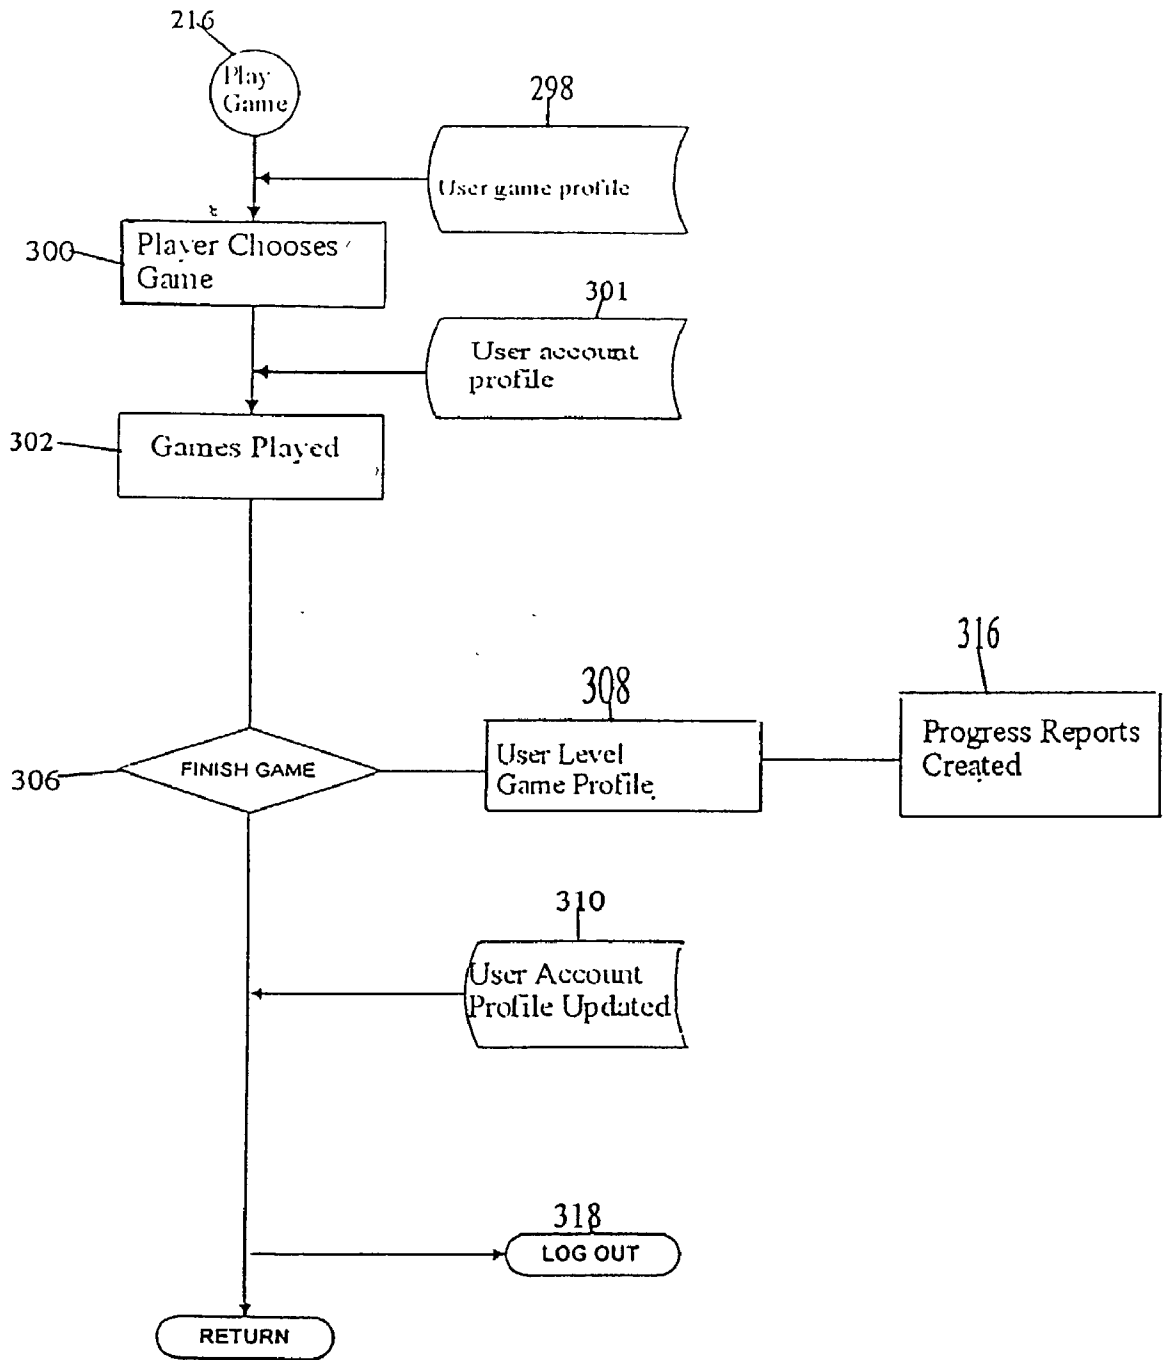 216
Play
Game
298
User game profile
300
Player Chooses
Game
301
User account
profile
302
Games Played
316
308
Progress Reports
Created
User Level
Game Profile
306
FINISH GAME
310
User Account
Profile Updated
318
LOG OUT
RETURN